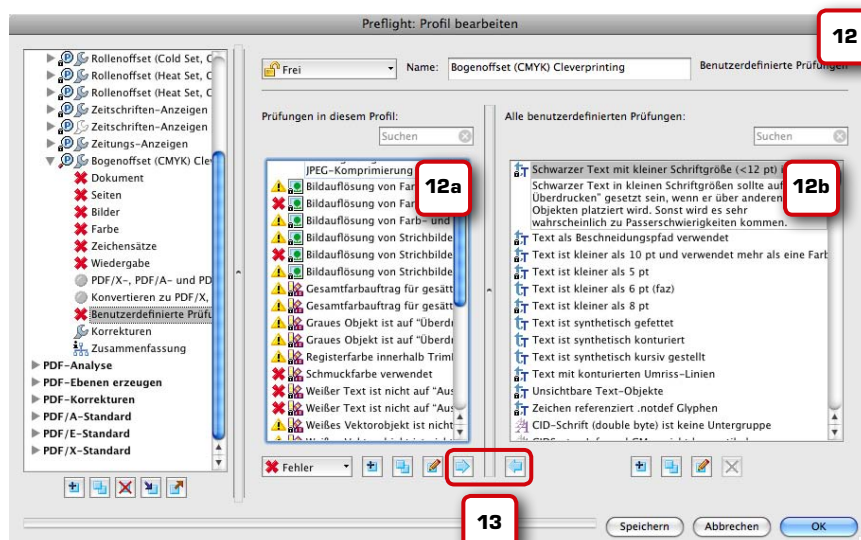 Preflight: Profil bearbeiten
12
Rollenoffset (Cold Set, C
Rollenoffset (Heat Set, C
Rollenoffset (Heat Set, C
Zeitschriften-Anzeigen
Zeitschriften-Anzeigen
Zeitungs-Anzeigen
Bogenoffset (CMYK) Cle
Dokument
Seiten
Bilder
Farbe
Zeichensätze
Wiedergabe
PDF/X-, PDF/A- und PD
Konvertieren zu PDF/X,
Benutzerdefinierte Prüfu
Korrekturen
Zusammenfassung
PDF-Analyse
PDF-Ebenen erzeugen
PDF-Korrekturen
PDF/A-Standard
PDF/E-Standard
PDF/X-Standard
Frei
Name: Bogenoffset (CMYK) Cleverprinting
Benutzerdefinierte Prüfungen
Prüfungen in diesem Profil:
Suchen
12a
JPEG-Komprimierung
Bildauflösung von Far
Bildauflösung von Far
Bildauflösung von Farb- und
Bildauflösung von Strichbilde
Bildauflösung von Strichbilde
Bildauflösung von Strichbilde
Gesamtfarbauftrag für gesätt
Gesamtfarbauftrag für gesätt
Graues Objekt ist auf "Überdr
Graues Objekt ist auf "Überdr
Registerfarbe innerhalb Trim
Schmuckfarbe verwendet
Weißer Text ist nicht auf "Aus
Weißer Text ist nicht auf "Aus
Weißes Vektorobjekt ist nicht
Fehler
Alle benutzerdefinierten Prüfungen:
Suchen
12b
Schwarzer Text mit kleiner Schriftgröße (<12 pt) i
Schwarzer Text in kleinen Schriftgrößen sollte auf
Überdrucken" gesetzt sein, wenn er über anderen
Objekten platziert wird. Sonst wird es sehr
wahrscheinlich zu Passerschwierigkeiten kommen.
Text als Beschneidungspfad verwendet
Text ist kleiner als 10 pt und verwendet mehr als eine Farb
Text ist kleiner als 5 pt
Text ist kleiner als 6 pt (faz)
Text ist kleiner als 8 pt
Text ist synthetisch gefettet
Text ist synthetisch konturiert
Text ist synthetisch kursiv gestellt
Text mit konturierten Umriss-Linien
Unsichtbare Text-Objekte
Zeichen referenziert .notdef Glyphen
CID-Schrift (double byte) ist keine Untergruppe
13
Speichern
Abbrechen
OK